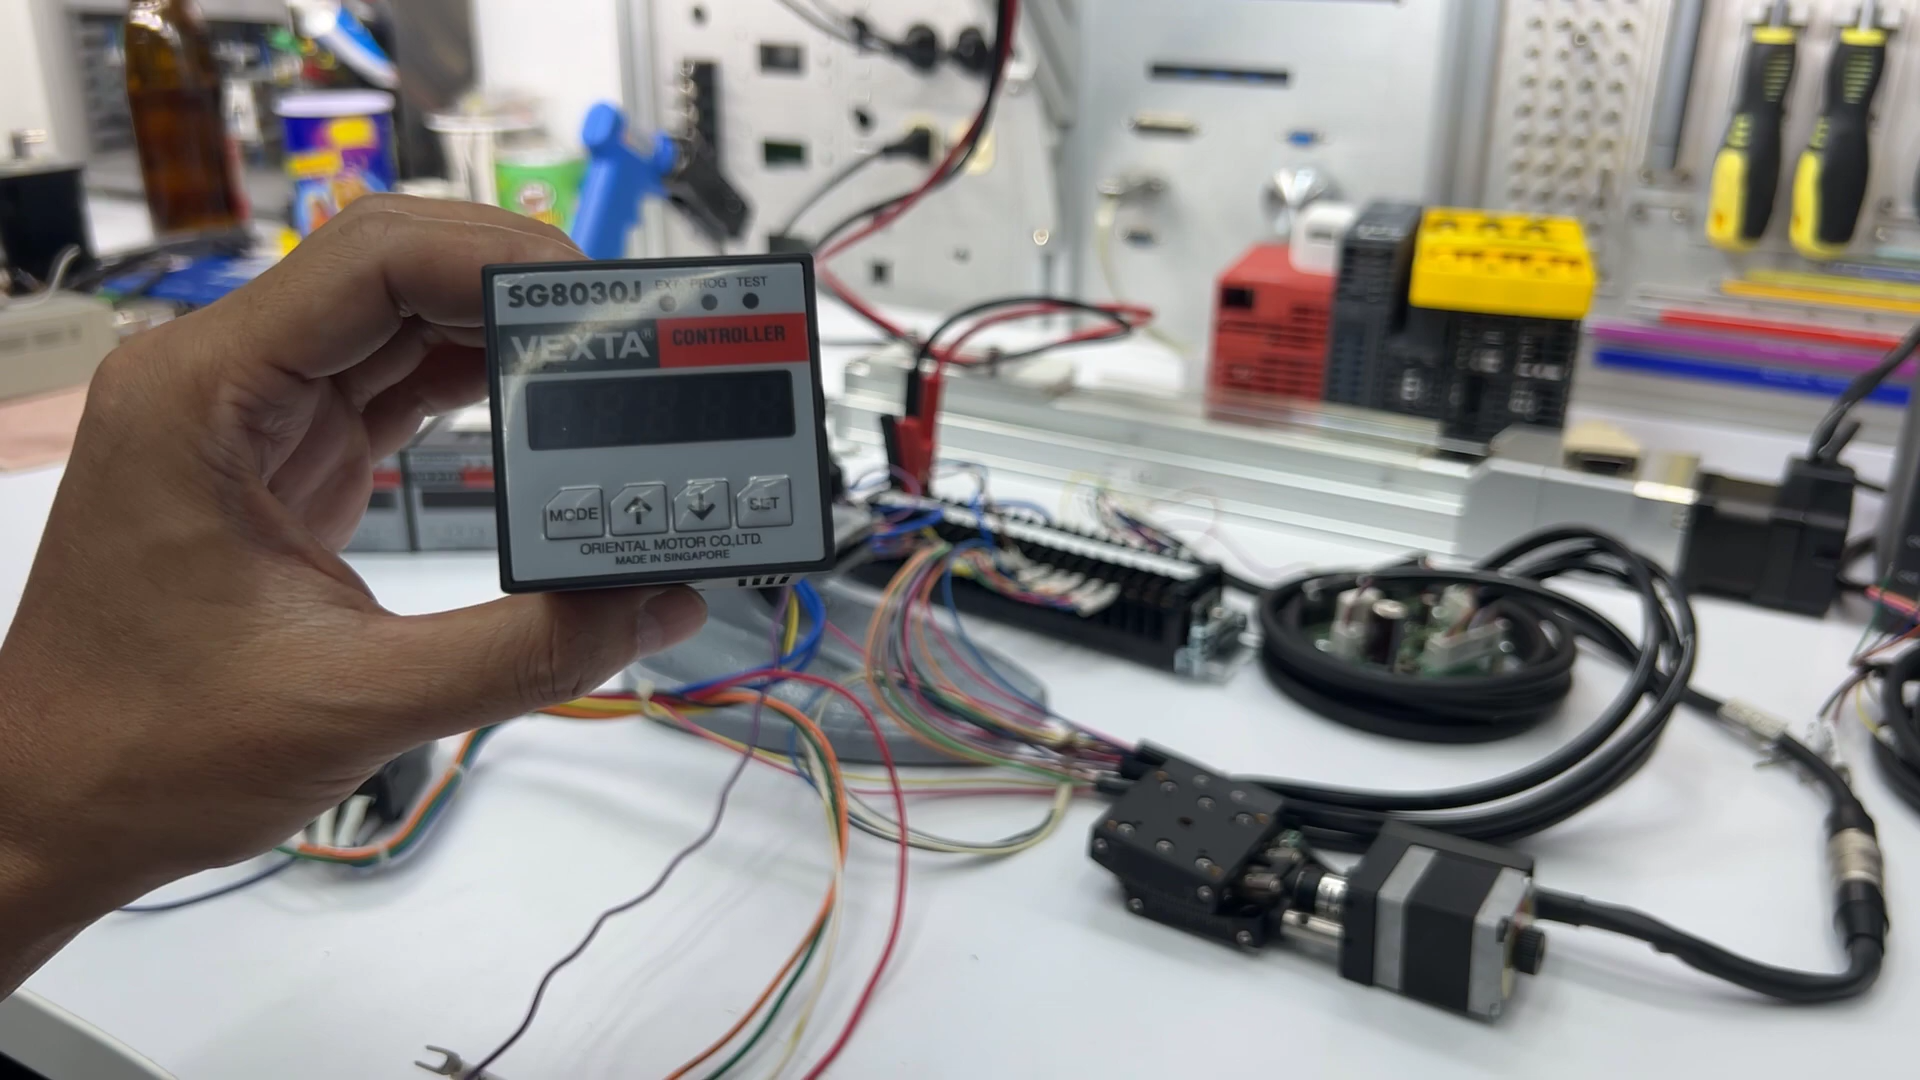 SG8030J EXT PROG TEST
VEXTA® CONTROLLER
MODE SET
ORIENTAL MOTOR CO.,LTD.
MADE IN SINGAPORE